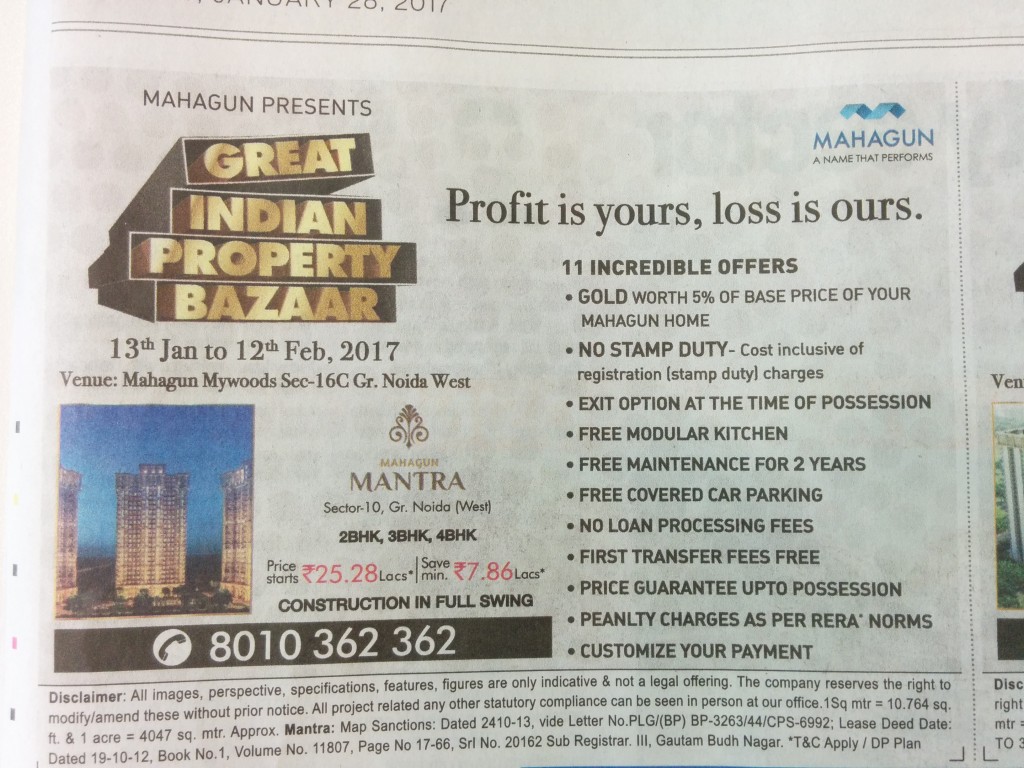 JANUARY 28, 2017
MAHAGUN PRESENTS
GREAT
INDIAN
PROPERTY
BAZAAR
13th Jan to 12th Feb, 2017
Venue: Mahagun Mywoods Sec-16C Gr. Noida West
MAHAGUN
MANTRA
Sector-10, Gr. Noida (West)
2BHK, 3BHK, 4BHK
Price starts ₹25.28 Lacs* | Save min. ₹7.86 Lacs*
CONSTRUCTION IN FULL SWING
8010 362 362
MAHAGUN
A NAME THAT PERFORMS
Profit is yours, loss is ours.
11 INCREDIBLE OFFERS
• GOLD WORTH 5% OF BASE PRICE OF YOUR
MAHAGUN HOME
• NO STAMP DUTY- Cost inclusive of
registration (stamp duty) charges
• EXIT OPTION AT THE TIME OF POSSESSION
• FREE MODULAR KITCHEN
• FREE MAINTENANCE FOR 2 YEARS
• FREE COVERED CAR PARKING
• NO LOAN PROCESSING FEES
• FIRST TRANSFER FEES FREE
• PRICE GUARANTEE UPTO POSSESSION
• PEANLTY CHARGES AS PER RERA* NORMS
• CUSTOMIZE YOUR PAYMENT
Disclaimer: All images, perspective, specifications, features, figures are only indicative & not a legal offering. The company reserves the right to
modify/amend these without prior notice. All project related any other statutory compliance can be seen in person at our office.1Sq mtr = 10.764 sq.
ft. & 1 acre = 4047 sq. mtr. Approx. Mantra: Map Sanctions: Dated 2410-13, vide Letter No.PLG/(BP) BP-3263/44/CPS-6992; Lease Deed Date:
Dated 19-10-12, Book No.1, Volume No. 11807, Page No 17-66, Srl No. 20162 Sub Registrar. III, Gautam Budh Nagar. *T&C Apply / DP Plan
Ven
Disc
right
mtr =
TO 3